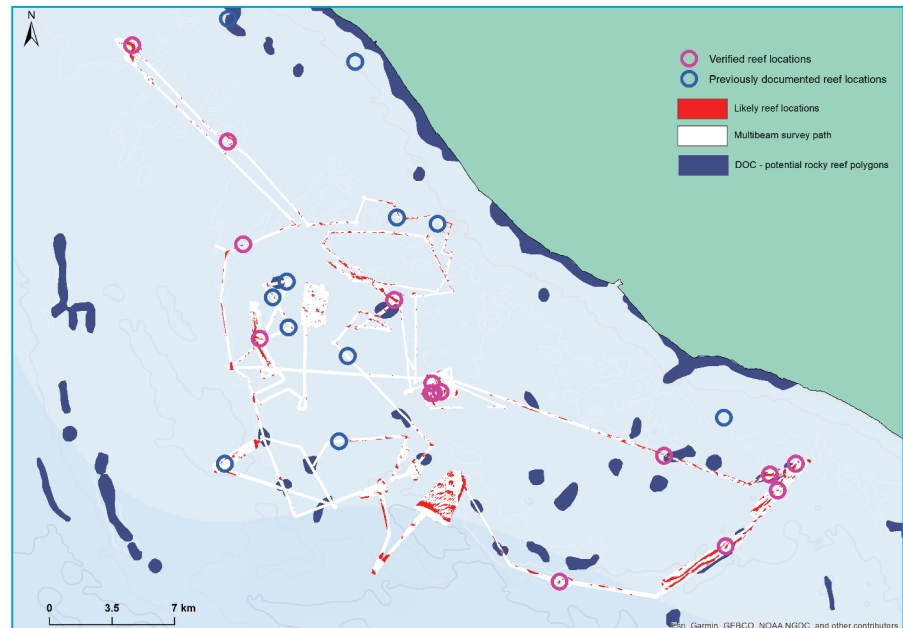 N
Verified reef locations
Previously documented reef locations
Likely reef locations
Multibeam survey path
DOC - potential rocky reef polygons
0 3.5 7 km
Esri, Garmin, GEBCO, NOAA NGDC, and other contributors